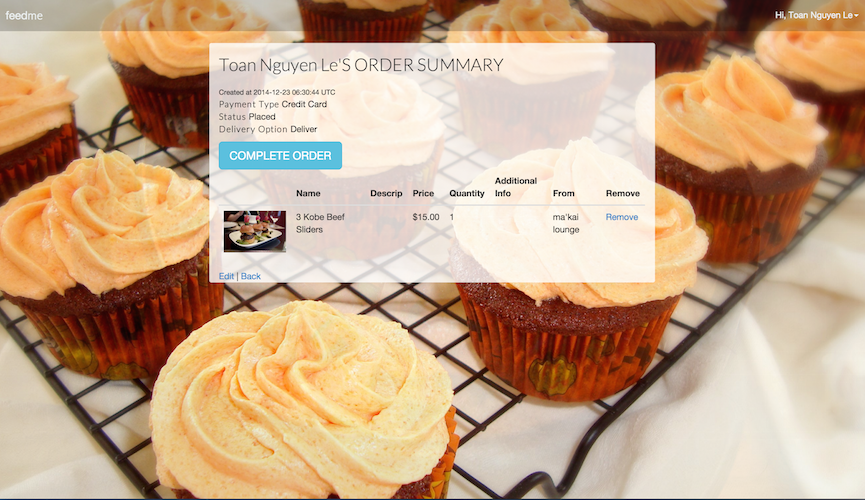 feedme
Hi, Toan Nguyen Le
Toan Nguyen Le'S ORDER SUMMARY
Created at 2014-12-23 06:30:44 UTC
Payment Type Credit Card
Status Placed
Delivery Option Deliver
COMPLETE ORDER
Name Descrip Price Quantity Additional Info From Remove
3 Kobe Beef Sliders $15.00 1 ma'kai lounge Remove
Edit | Back